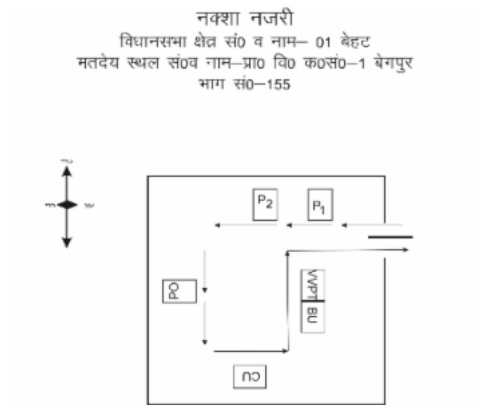 नक्शा नजरी
विधानसभा क्षेत्र सं0 व नाम– 01 बेहट
मतदेय स्थल सं0व नाम–प्रा0 वि0 क0सं0–1 बेगपुर
भाग सं0–155
P2
P1
VVPT
BU
PO
CU